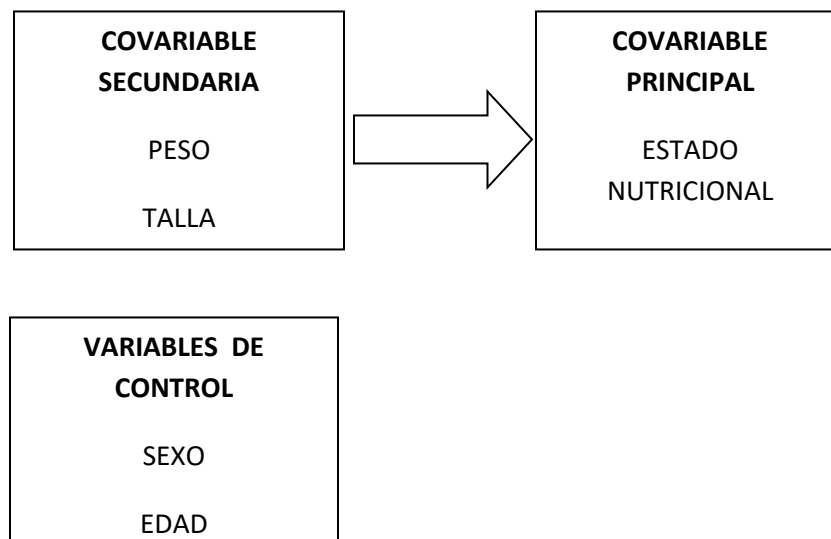 COVARIABLE
SECUNDARIA
PESO
TALLA
COVARIABLE
PRINCIPAL
ESTADO
NUTRICIONAL
VARIABLES DE
CONTROL
SEXO
EDAD